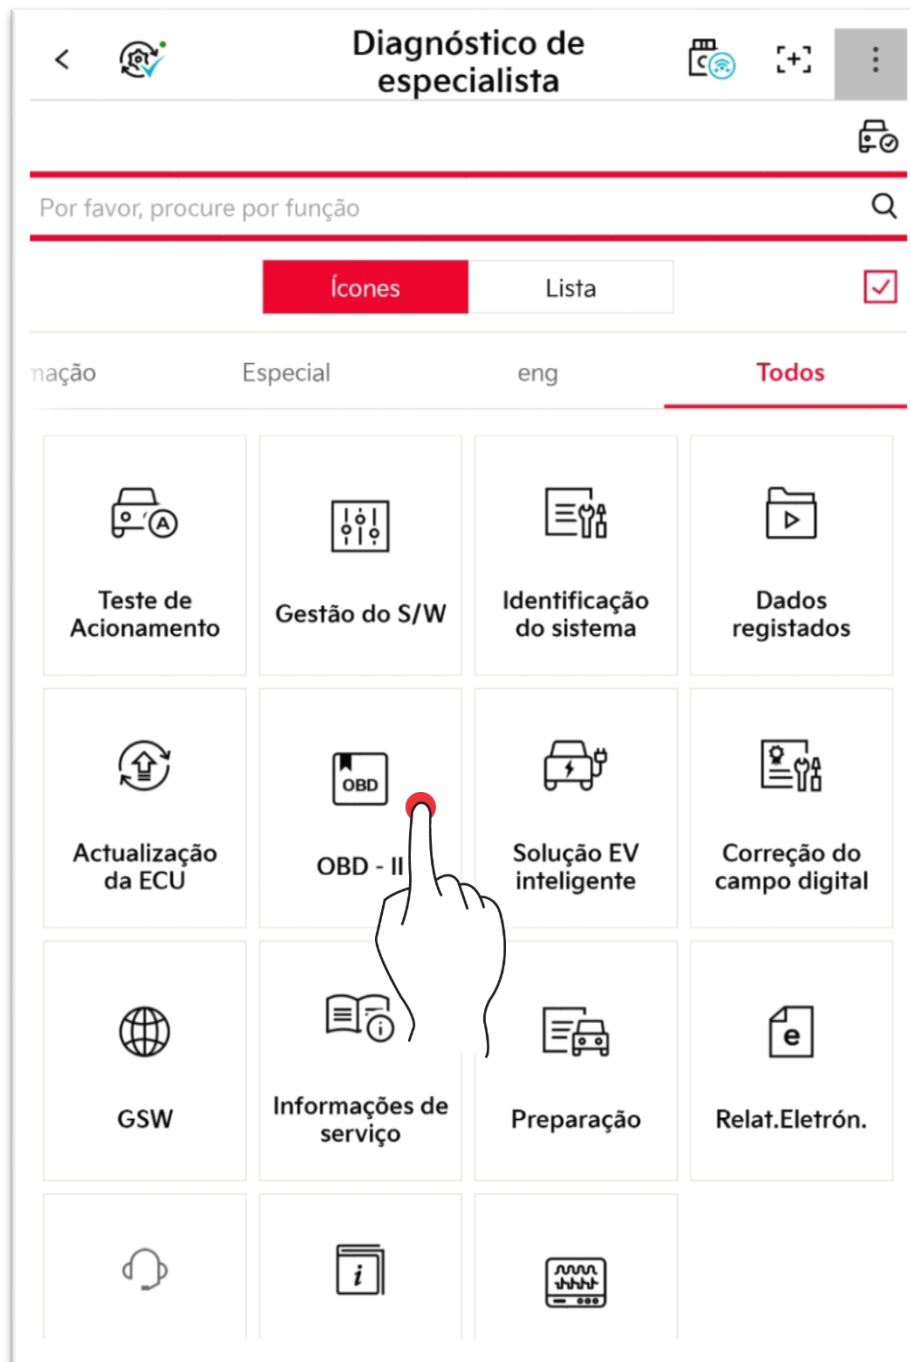 Diagnóstico de
especialista
Por favor, procure por função
Ícones
Lista
mação
Especial
eng
Todos
A
Teste de
Acionamento
Gestão do S/W
Identificação
do sistema
Dados
registados
Actualização
da ECU
OBD
OBD - II
Solução EV
inteligente
Correção do
campo digital
GSW
i
Informações de
serviço
Preparação
e
Relat.Eletrón.
i